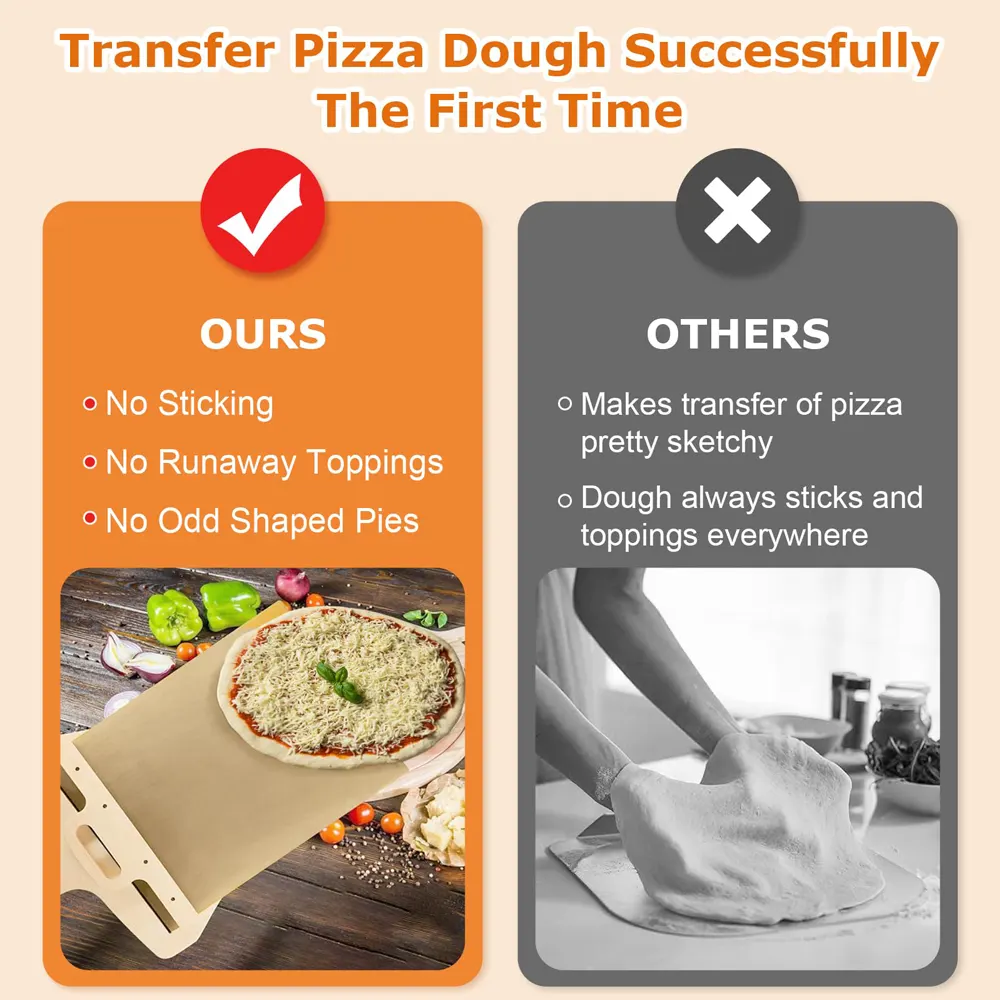 Transfer Pizza Dough Successfully
The First Time
OURS
No Sticking
No Runaway Toppings
No Odd Shaped Pies
OTHERS
Makes transfer of pizza
pretty sketchy
Dough always sticks and
toppings everywhere